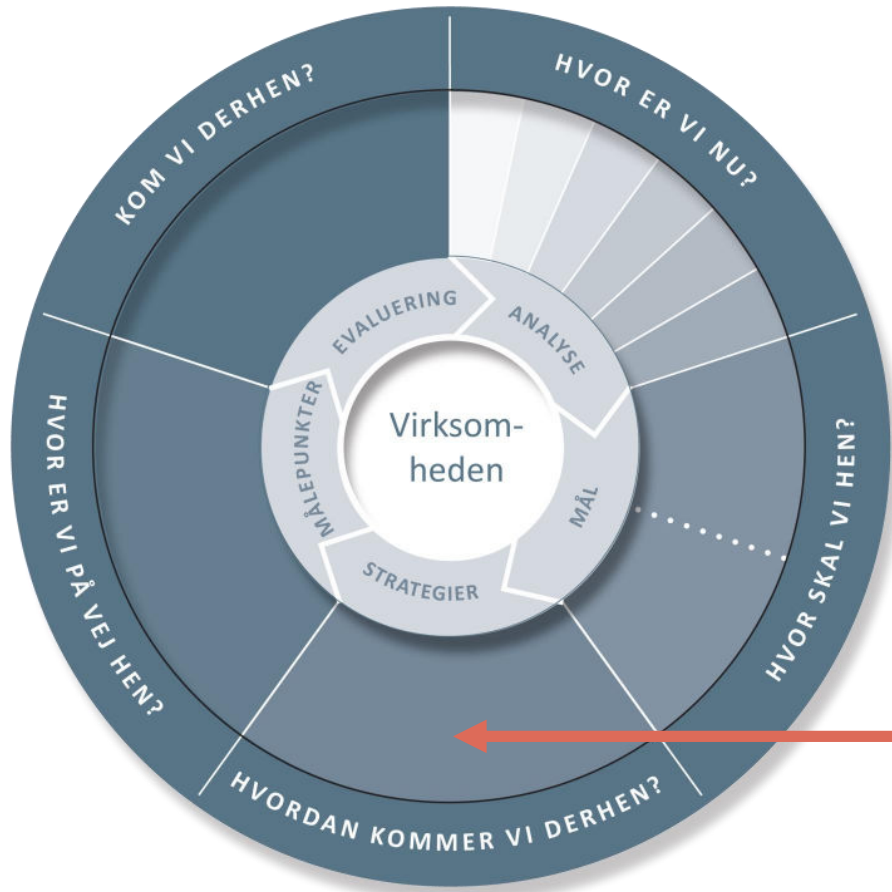 HVOR ER VI NU?
HVOR SKAL VI HEN?
HVORDAN KOMMER VI DERHEN?
HVOR ER VI PÅ VEJ HEN?
KOM VI DERHEN?
ANALYSE
MÅL
STRATEGIER
MÅLEPUNKTER
EVALUERING
Virksom-
heden